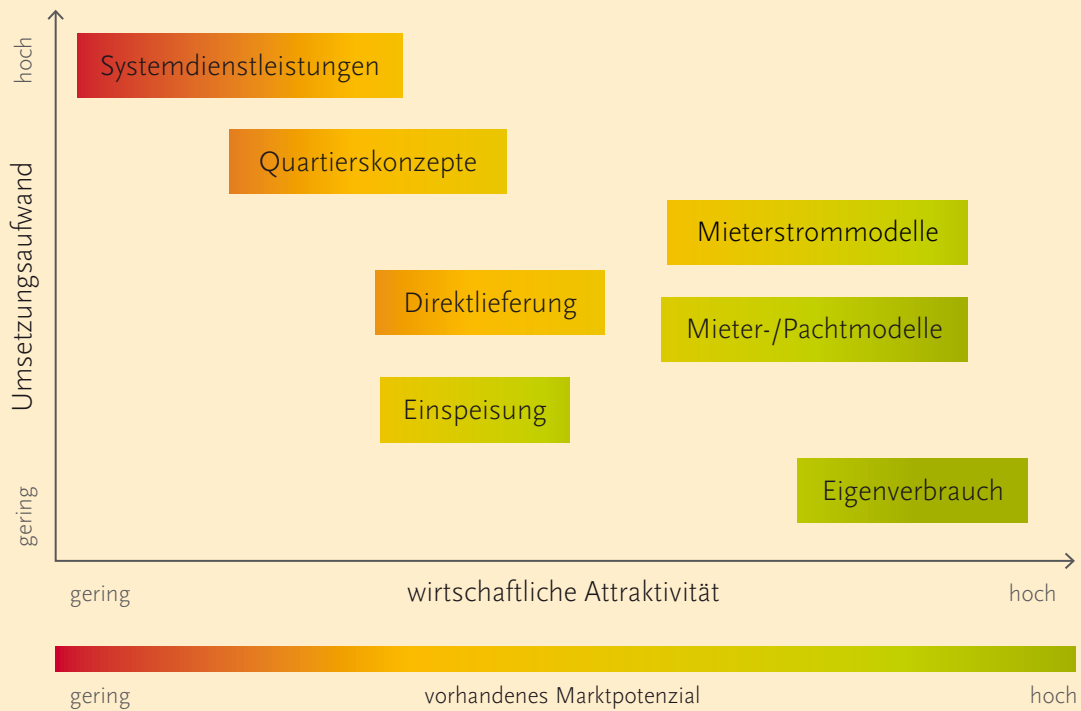 hoch
Systemdienstleistungen
Quartierskonzepte
Umsetzungsaufwand
Mieterstrommodelle
Direktlieferung
Mieter-/Pachtmodelle
Einspeisung
Eigenverbrauch
gering
gering wirtschaftliche Attraktivität hoch
gering vorhandenes Marktpotenzial hoch